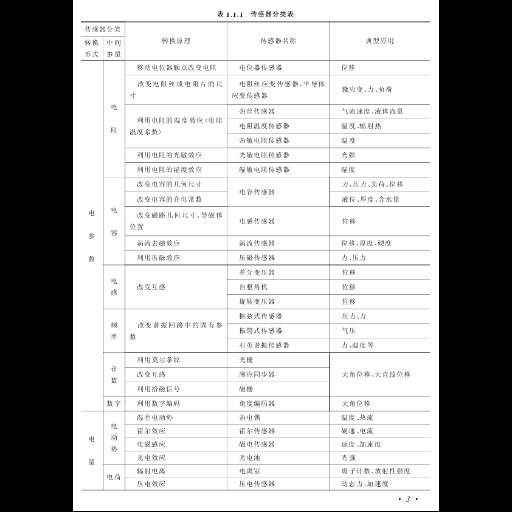 表 1.1.1 传感器分类表
传感器分类
转换原理
传感器名称
典型应用
转换
形式
中间
参量
电参数
电阻
移动电位器触点改变电阻
电位器传感器
位移
改变电阻丝或电阻片的尺
寸
电阻丝应变传感器、半导体
应变传感器
微应变、力、负荷
利用电阻的温度效应(电阻
温度系数)
热丝传感器
气流速度、液体流量
电阻温度传感器
温度、辐射热
热敏电阻传感器
温度
利用电阻的光敏效应
光敏电阻传感器
光强
利用电阻的湿度效应
湿敏电阻传感器
湿度
电容
改变电容的几何尺寸
电容传感器
力、压力、负荷、位移
改变电容的介电常数
液位、厚度、含水量
改变磁路几何尺寸、导磁体
位置
电感传感器
位移
涡流去磁效应
涡流传感器
位移、厚度、硬度
利用压磁效应
压磁传感器
力、压力
电感
改变互感
差分变压器
位移
自整角机
位移
旋转变压器
位移
频率
改变谐振回路中的固有参
数
振弦式传感器
压力、力
振筒式传感器
气压
石英谐振传感器
力、温度等
计数
利用莫尔条纹
光栅
大角位移、大直线位移
改变互感
感应同步器
利用拾磁信号
磁栅
数字
利用数字编码
角度编码器
大角位移
电量
电动势
温差电动势
热电偶
温度、热流
霍尔效应
霍尔传感器
磁通、电流
电磁感应
磁电传感器
速度、加速度
光电效应
光电池
光强
电荷
辐射电离
电离室
离子计数、放射性强度
压电效应
压电传感器
动态力、加速度
· 3 ·